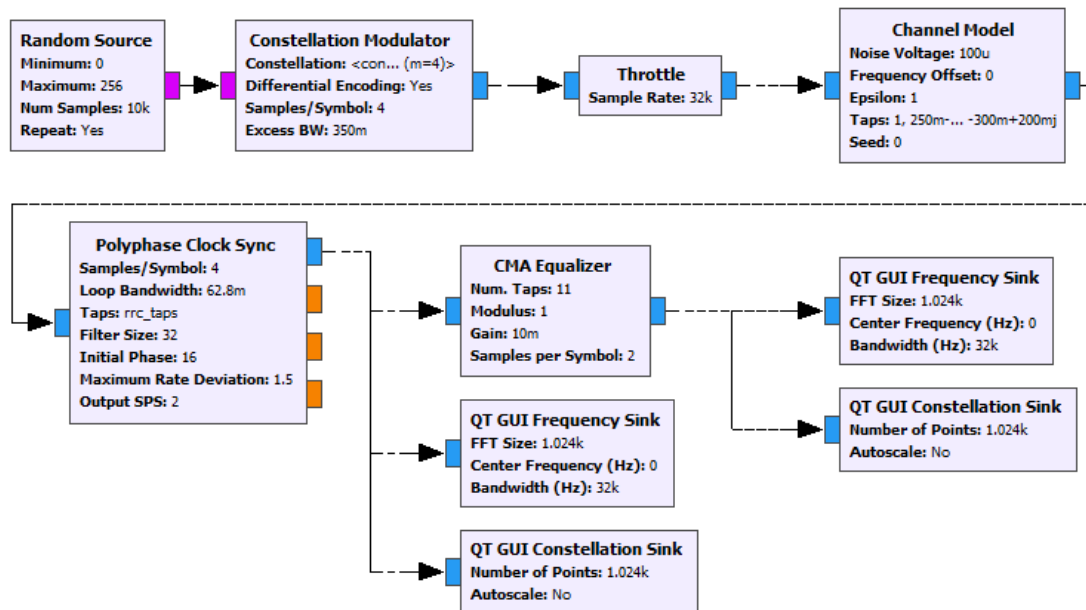 Random Source
Minimum: 0
Maximum: 256
Num Samples: 10k
Repeat: Yes
Constellation Modulator
Constellation: <con... (m=4)>
Differential Encoding: Yes
Samples/Symbol: 4
Excess BW: 350m
Throttle
Sample Rate: 32k
Channel Model
Noise Voltage: 100u
Frequency Offset: 0
Epsilon: 1
Taps: 1, 250m-... -300m+200mj
Seed: 0
Polyphase Clock Sync
Samples/Symbol: 4
Loop Bandwidth: 62.8m
Taps: rrc_taps
Filter Size: 32
Initial Phase: 16
Maximum Rate Deviation: 1.5
Output SPS: 2
CMA Equalizer
Num. Taps: 11
Modulus: 1
Gain: 10m
Samples per Symbol: 2
QT GUI Frequency Sink
FFT Size: 1.024k
Center Frequency (Hz): 0
Bandwidth (Hz): 32k
QT GUI Constellation Sink
Number of Points: 1.024k
Autoscale: No
QT GUI Frequency Sink
FFT Size: 1.024k
Center Frequency (Hz): 0
Bandwidth (Hz): 32k
QT GUI Constellation Sink
Number of Points: 1.024k
Autoscale: No